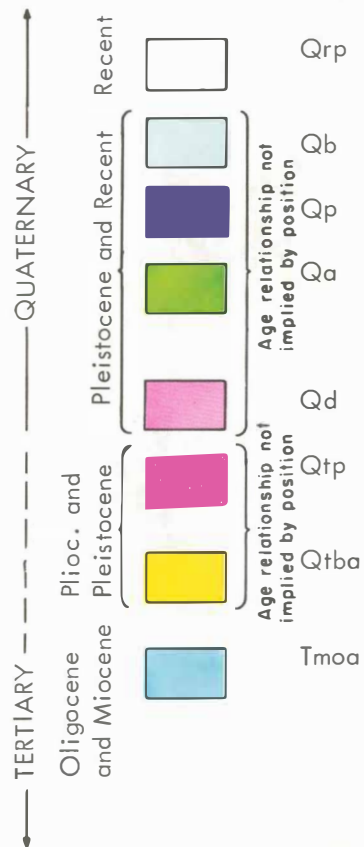 QUATERNARY
TERTIARY
Recent
Qrp
Pleistocene and Recent
Qb
Qp
Qa
Qd
Age relationship not
implied by position
Plioc. and
Pleistocene
Qtp
Qtba
Age relationship not
implied by position
Oligocene
and Miocene
Tmoa